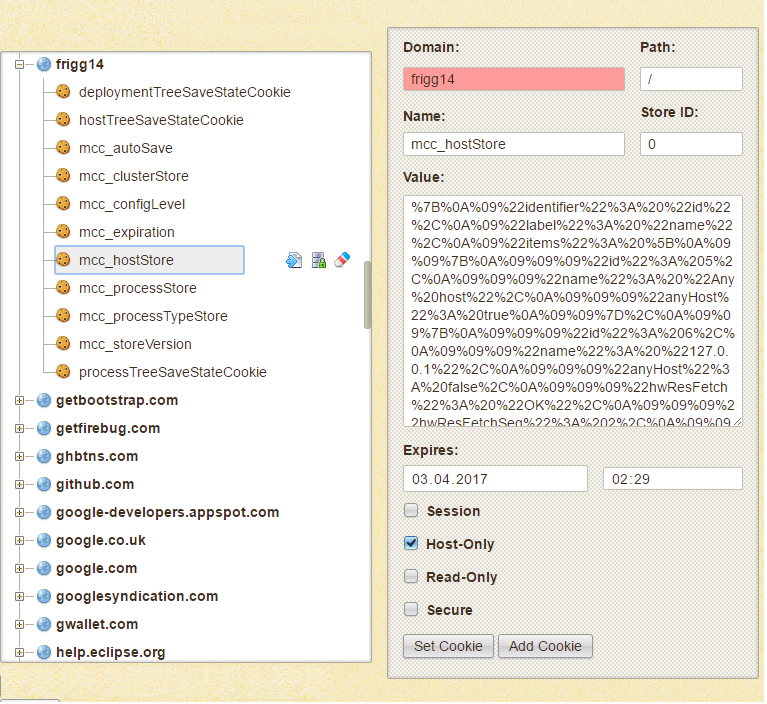 frigg14
deploymentTreeSaveStateCookie
hostTreeSaveStateCookie
mcc_autoSave
mcc_clusterStore
mcc_configLevel
mcc_expiration
mcc_hostStore
mcc_processStore
mcc_processTypeStore
mcc_storeVersion
processTreeSaveStateCookie
getbootstrap.com
getfirebug.com
ghbtns.com
github.com
google-developers.appspot.com
google.co.uk
google.com
googlesyndication.com
gwallet.com
help.eclipse.org
Domain: Path:
frigg14 /
Name: Store ID:
mcc_hostStore 0
Value:
%7B%0A%09%22identifier%22%3A%20%22id%22
%2C%0A%09%22label%22%3A%20%22name%22
%2C%0A%09%22items%22%3A%20%5B%0A%09
%09%7B%0A%09%09%09%22id%22%3A%205%2
C%0A%09%09%09%22name%22%3A%20%22Any
%20host%22%2C%0A%09%09%09%22anyHost%
22%3A%20true%0A%09%09%7D%2C%0A%09%0
9%7B%0A%09%09%09%22id%22%3A%206%2C%
0A%09%09%09%22name%22%3A%20%22127.0.
0.1%22%2C%0A%09%09%09%22anyHost%22%3
A%20false%2C%0A%09%09%09%22hwResFetch
%22%3A%20%22OK%22%2C%0A%09%09%09%2
2hwResFetchSeq%22%3A%202%2C%0A%09%09
Expires:
03.04.2017 02:29
Session
Host-Only
Read-Only
Secure
Set Cookie Add Cookie